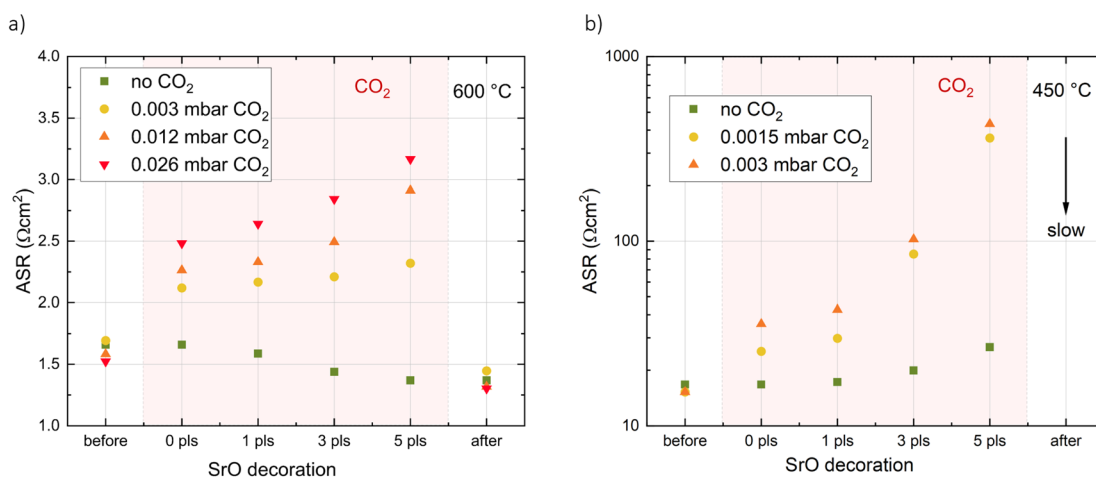 a)
4.0
3.5
3.0
2.5
2.0
1.5
1.0
ASR (Ωcm²)
no CO₂
0.003 mbar CO₂
0.012 mbar CO₂
0.026 mbar CO₂
CO₂
600 °C
before
0 pls
1 pls
3 pls
5 pls
after
SrO decoration
b)
1000
100
10
ASR (Ωcm²)
no CO₂
0.0015 mbar CO₂
0.003 mbar CO₂
CO₂
450 °C
slow
before
0 pls
1 pls
3 pls
5 pls
after
SrO decoration